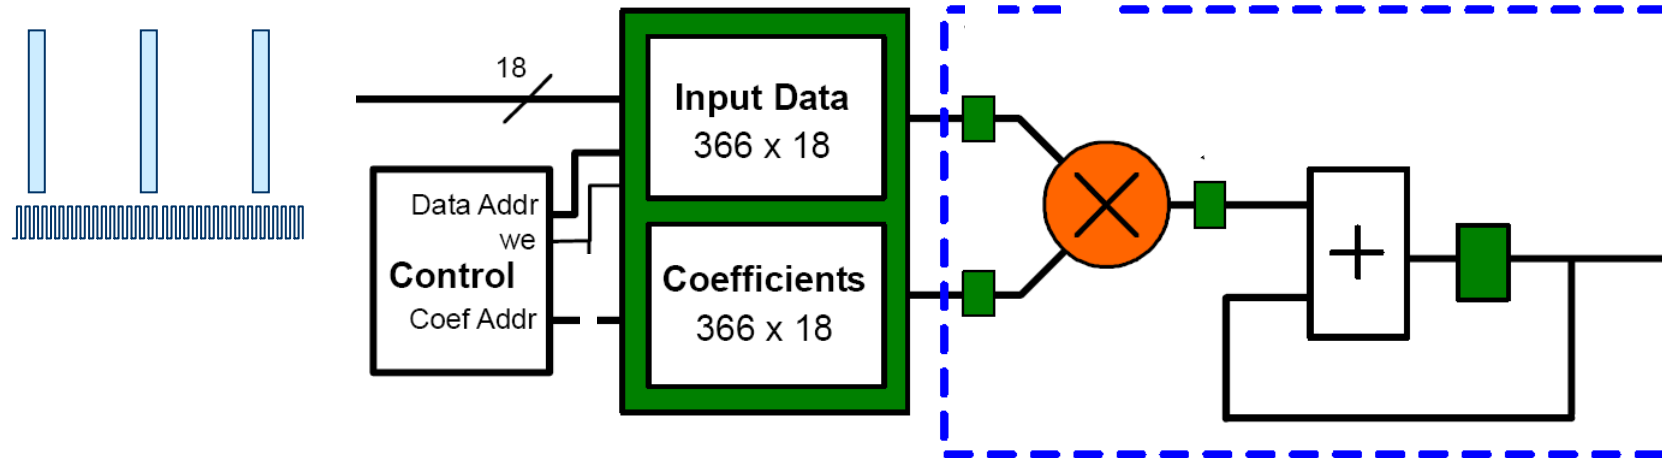 18
Input Data
366 x 18
Data Addr
we
Control
Coef Addr
Coefficients
366 x 18